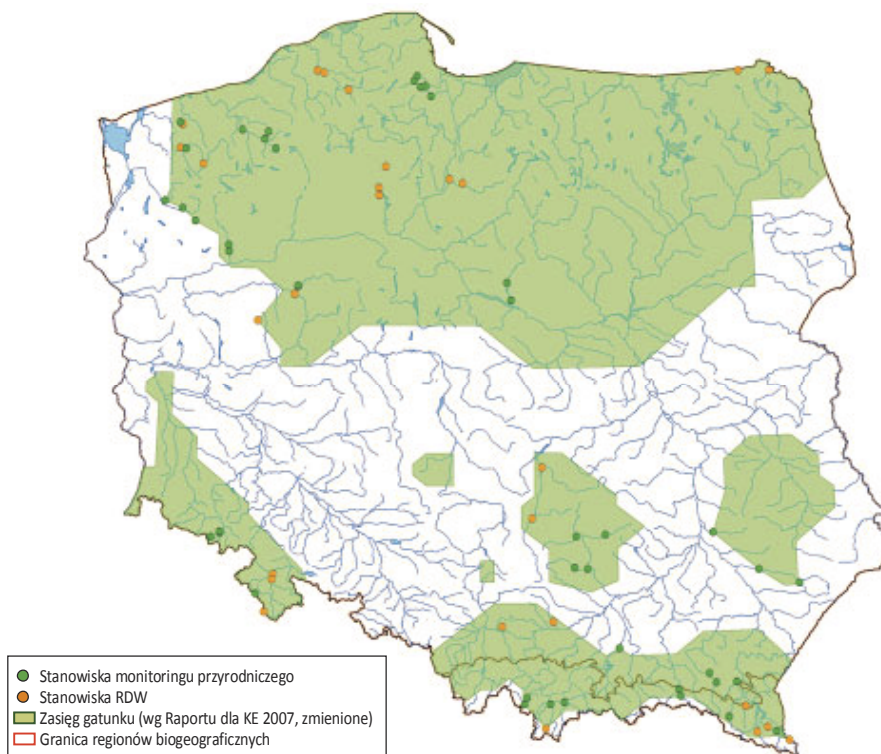 Stanowiska monitoringu przyrodniczego
Stanowiska RDW
Zasięg gatunku (wg Raportu dla KE 2007, zmienione)
Granica regionów biogeograficznych